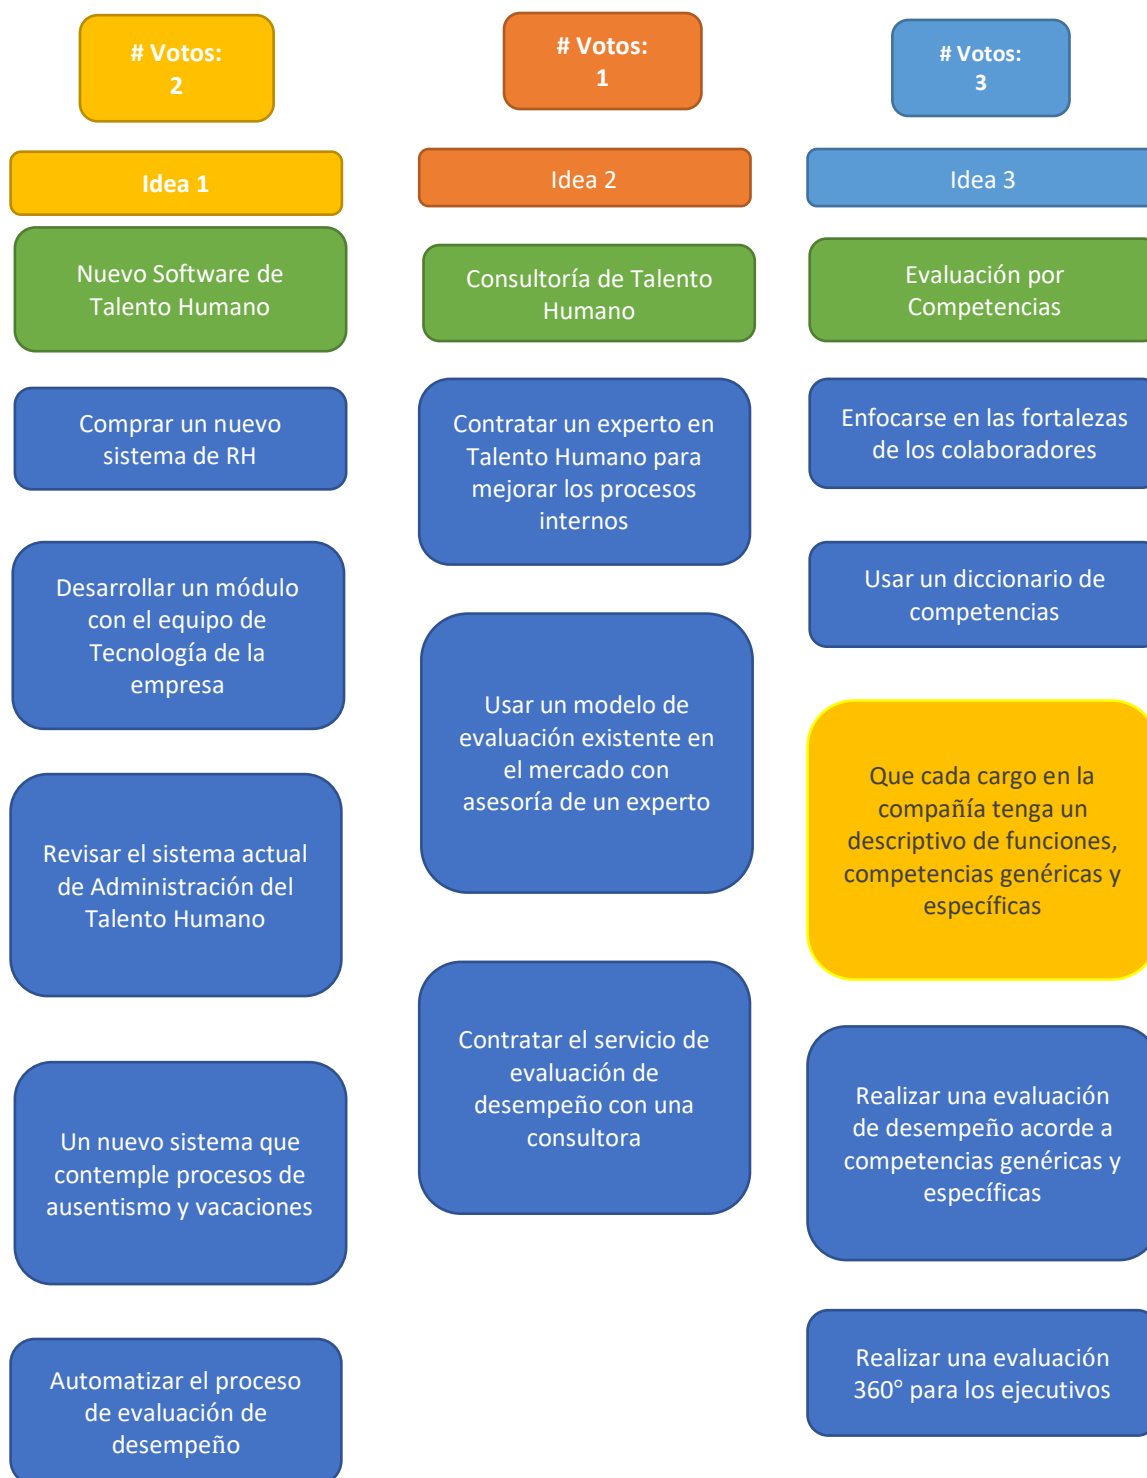 # Votos:
2
Idea 1
Nuevo Software de
Talento Humano
Comprar un nuevo
sistema de RH
Desarrollar un módulo
con el equipo de
Tecnología de la
empresa
Revisar el sistema actual
de Administración del
Talento Humano
Un nuevo sistema que
contemple procesos de
ausentismo y vacaciones
Automatizar el proceso
de evaluación de
desempeño
# Votos:
1
Idea 2
Consultoría de Talento
Humano
Contratar un experto en
Talento Humano para
mejorar los procesos
internos
Usar un modelo de
evaluación existente en
el mercado con
asesoría de un experto
Contratar el servicio de
evaluación de
desempeño con una
consultora
# Votos:
3
Idea 3
Evaluación por
Competencias
Enfocarse en las fortalezas
de los colaboradores
Usar un diccionario de
competencias
Que cada cargo en la
compañía tenga un
descriptivo de funciones,
competencias genéricas y
específicas
Realizar una evaluación
de desempeño acorde a
competencias genéricas y
específicas
Realizar una evaluación
360° para los ejecutivos